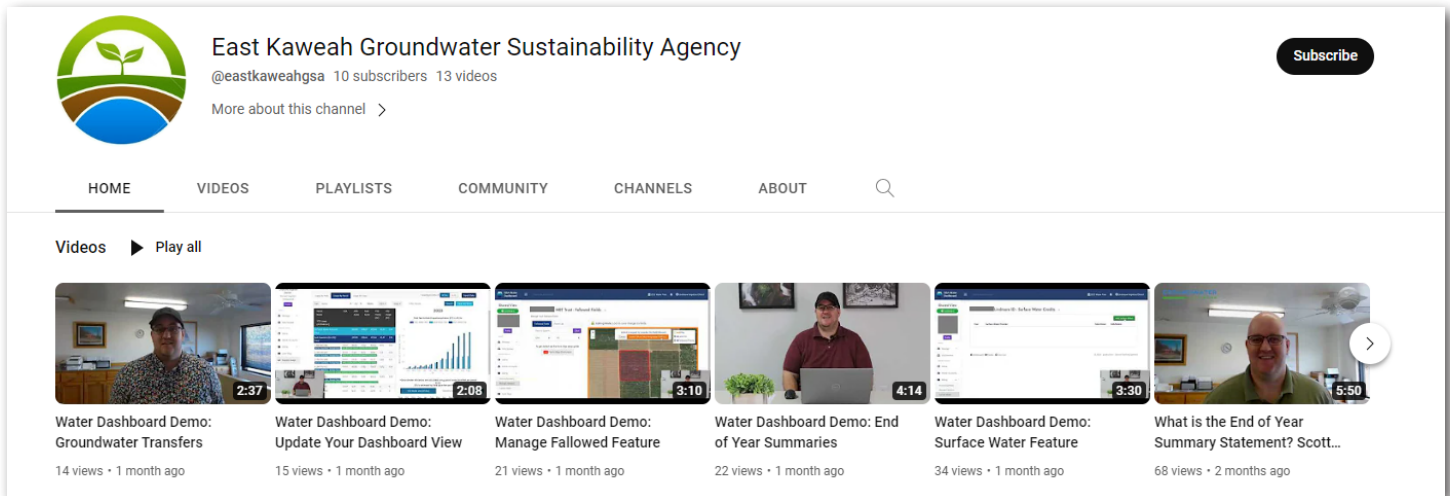 East Kaweah Groundwater Sustainability Agency
Subscribe
@eastkaweahgsa 10 subscribers 13 videos
More about this channel
HOME VIDEOS PLAYLISTS COMMUNITY CHANNELS ABOUT
Videos Play all
2:37 2:08 3:10 4:14 3:30 5:50
Water Dashboard Demo:
Groundwater Transfers
14 views • 1 month ago
Water Dashboard Demo:
Update Your Dashboard View
15 views • 1 month ago
Water Dashboard Demo:
Manage Fallowed Feature
21 views • 1 month ago
Water Dashboard Demo: End
of Year Summaries
22 views • 1 month ago
Water Dashboard Demo:
Surface Water Feature
34 views • 1 month ago
What is the End of Year
Summary Statement? Scott...
68 views • 2 months ago